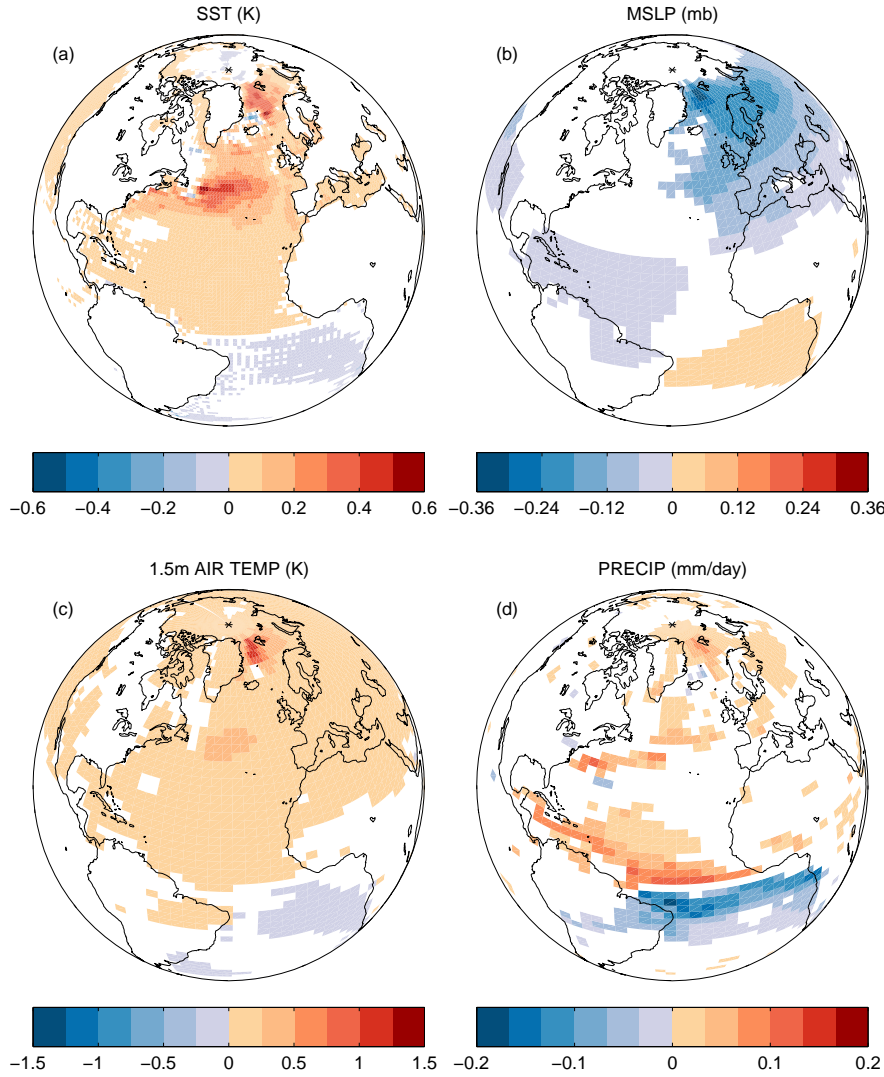 SST (K)
MSLP (mb)
(a)
(b)
−0.6 −0.4 −0.2 0 0.2 0.4 0.6
−0.36 −0.24 −0.12 0 0.12 0.24 0.36
1.5m AIR TEMP (K)
PRECIP (mm/day)
(c)
(d)
−1.5 −1 −0.5 0 0.5 1 1.5
−0.2 −0.1 0 0.1 0.2